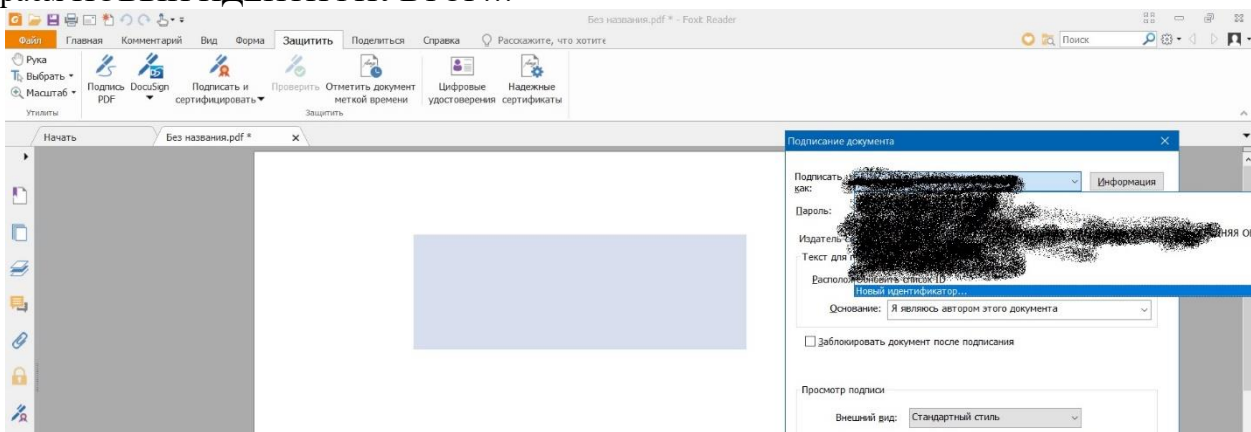 Без названия.pdf * - Foxit Reader
Файл Главная Комментарий Вид Форма Защитить Поделиться Справка Расскажите, что хотите Поиск
Рука
Выбрать
Масштаб
Подпись PDF
DocuSign
Подписать и сертифицировать
Проверить
Отметить документ меткой времени
Цифровые удостоверения
Надежные сертификаты
Утилиты Защитить
Начать Без названия.pdf *
Подписание документа
Подписать как: Информация
Пароль:
Издатель
Текст для
Обновить список ID
Новый идентификатор...
Основание: Я являюсь автором этого документа
Заблокировать документ после подписания
Просмотр подписи
Внешний вид: Стандартный стиль